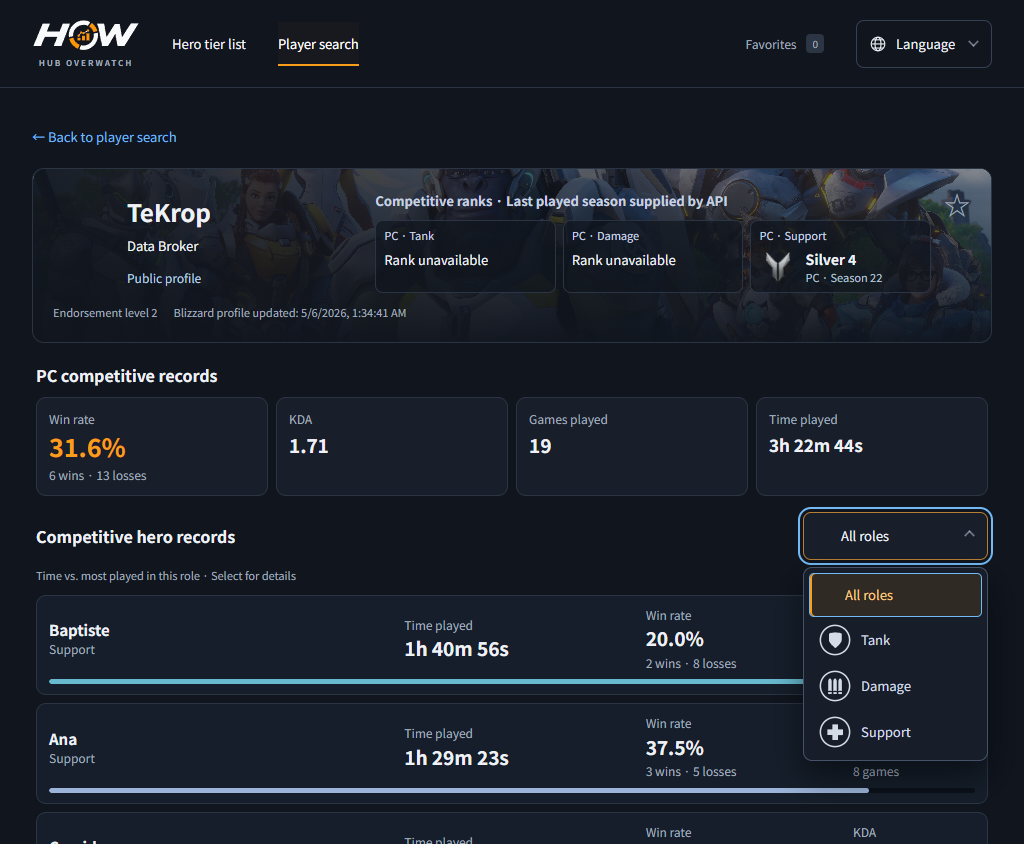 HOW
HUB OVERWATCH
Hero tier list
Player search
Favorites 0
Language
← Back to player search
TeKrop
Data Broker
Public profile
Competitive ranks · Last played season supplied by API
PC · Tank
Rank unavailable
PC · Damage
Rank unavailable
PC · Support
Silver 4
PC · Season 22
Endorsement level 2 Blizzard profile updated: 5/6/2026, 1:34:41 AM
PC competitive records
Win rate
31.6%
6 wins · 13 losses
KDA
1.71
Games played
19
Time played
3h 22m 44s
Competitive hero records
All roles
Time vs. most played in this role · Select for details
All roles
Tank
Damage
Support
Baptiste
Support
Time played
1h 40m 56s
Win rate
20.0%
2 wins · 8 losses
Ana
Support
Time played
1h 29m 23s
Win rate
37.5%
3 wins · 5 losses
8 games
Time played
Win rate
KDA